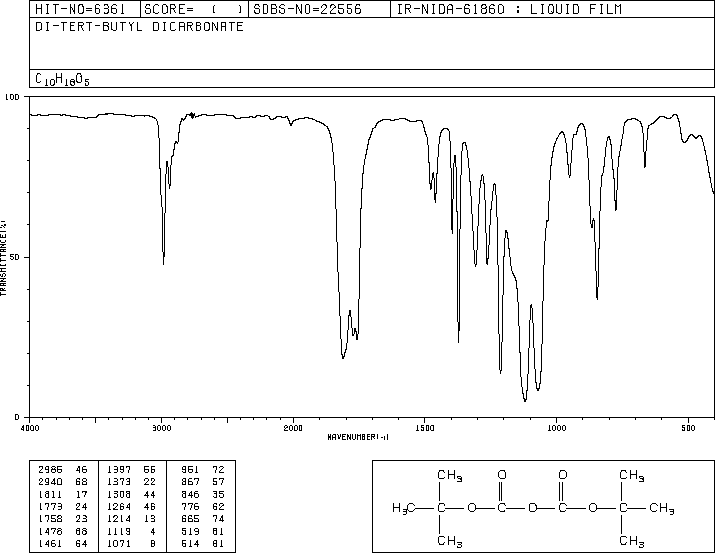 HIT-NO=6361 SCORE= ( ) SDBS-NO=22556 IR-NIDA-61860 : LIQUID FILM
DI-TERT-BUTYL DICARBONATE
C10H18O5
100
50
0
TRANSMITTANCE(%)
4000 3000 2000 1500 1000 500
WAVENUMBER(-1)
2986 46 1397 56 951 72
2940 68 1373 22 867 57
1811 17 1308 44 846 35
1773 24 1264 46 776 62
1758 23 1214 13 665 74
1478 68 1119 4 519 81
1461 64 1071 8 514 81
CH3 O O CH3
H3C C O C O C O C CH3
CH3 CH3